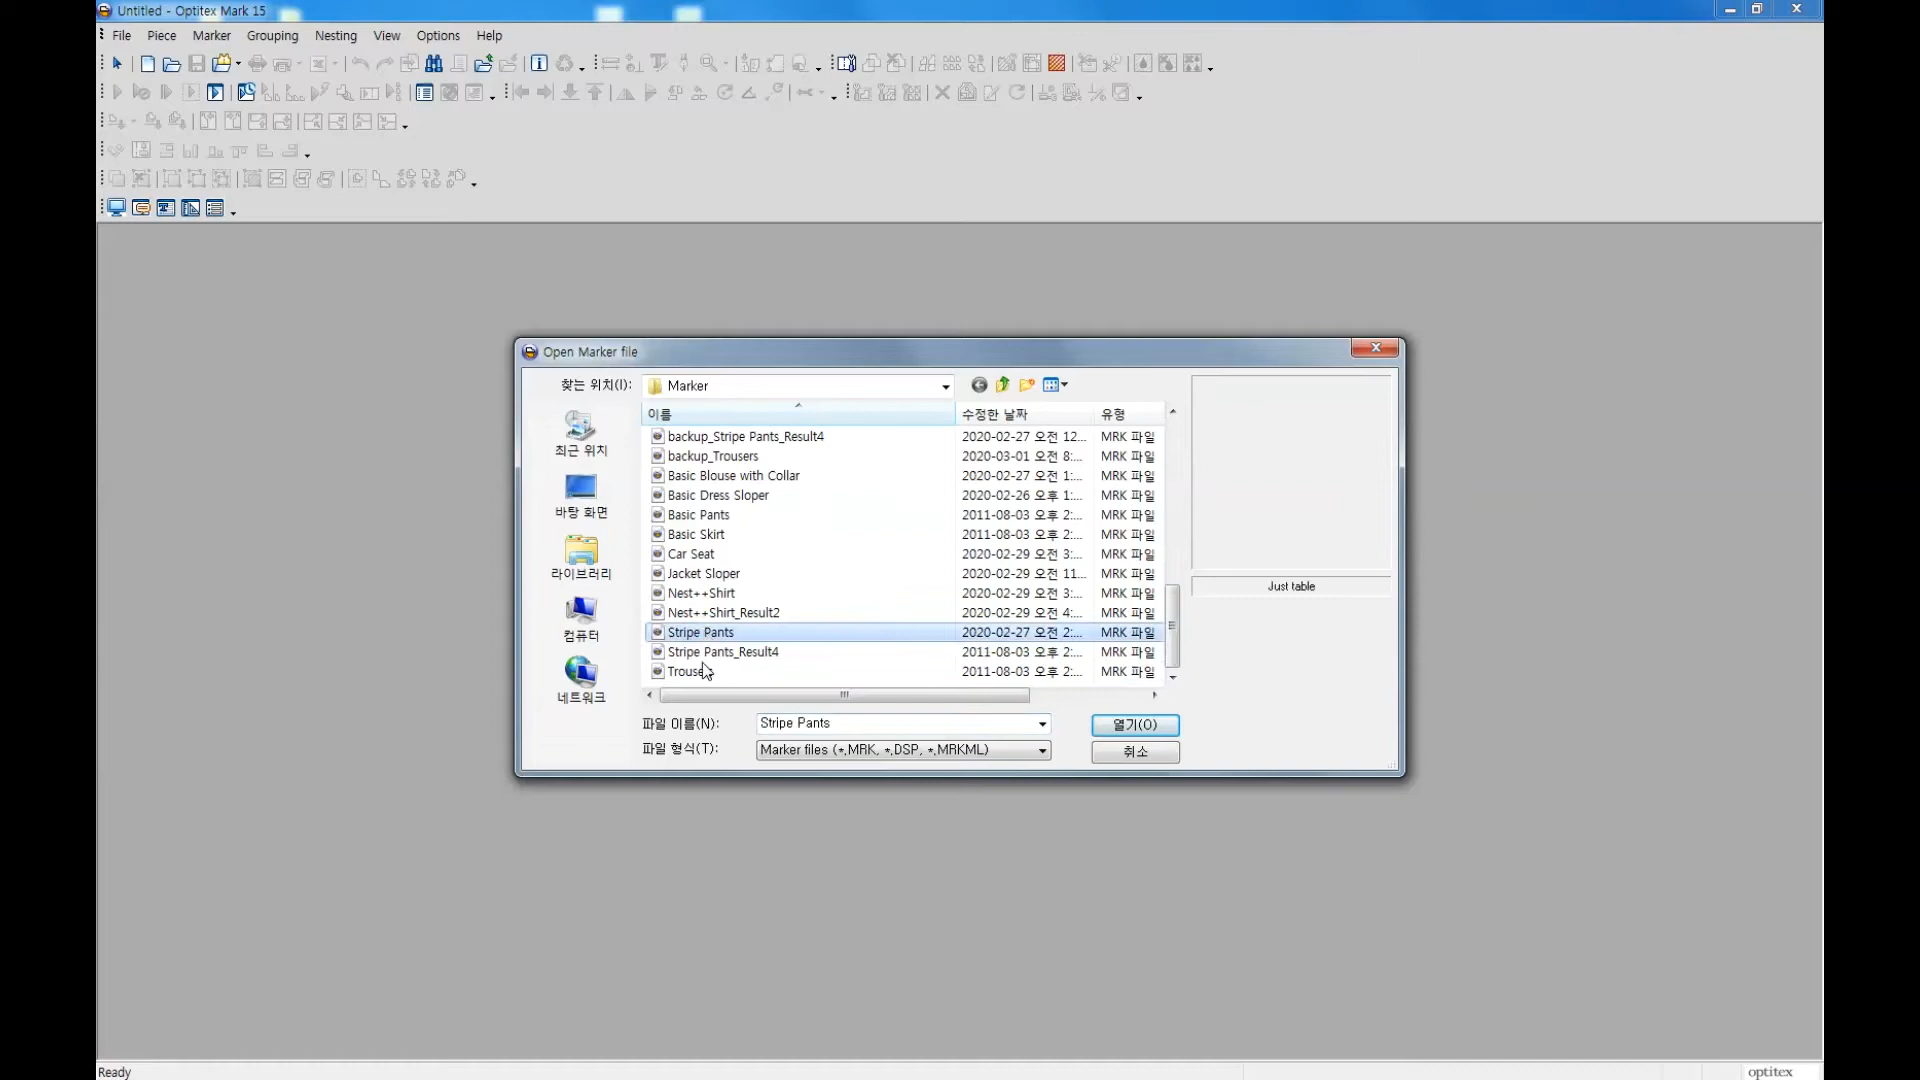 Untitled - Optitex Mark 15
File Piece Marker Grouping Nesting View Options Help
Open Marker file
찾는 위치(I): Marker
이름 수정한 날짜 유형
backup_Stripe Pants_Result4 2020-02-27 오전 12:... MRK 파일
backup_Trousers 2020-03-01 오전 8:... MRK 파일
Basic Blouse with Collar 2020-02-27 오전 1:... MRK 파일
Basic Dress Sloper 2020-02-26 오후 1:... MRK 파일
Basic Pants 2011-08-03 오후 2:... MRK 파일
Basic Skirt 2011-08-03 오후 2:... MRK 파일
Car Seat 2020-02-29 오전 3:... MRK 파일
Jacket Sloper 2020-02-29 오전 11... MRK 파일
Nest++Shirt 2020-02-29 오전 3:... MRK 파일
Nest++Shirt_Result2 2020-02-29 오전 4:... MRK 파일
Stripe Pants 2020-02-27 오전 2:... MRK 파일
Stripe Pants_Result4 2011-08-03 오후 2:... MRK 파일
2011-08-03 오후 2:... MRK 파일
최근 위치
바탕 화면
라이브러리
컴퓨터
네트워크
Just table
파일 이름(N): Stripe Pants 열기(O)
파일 형식(T): Marker files (*.MRK, *.DSP, *.MRKML) 취소
Ready optitex